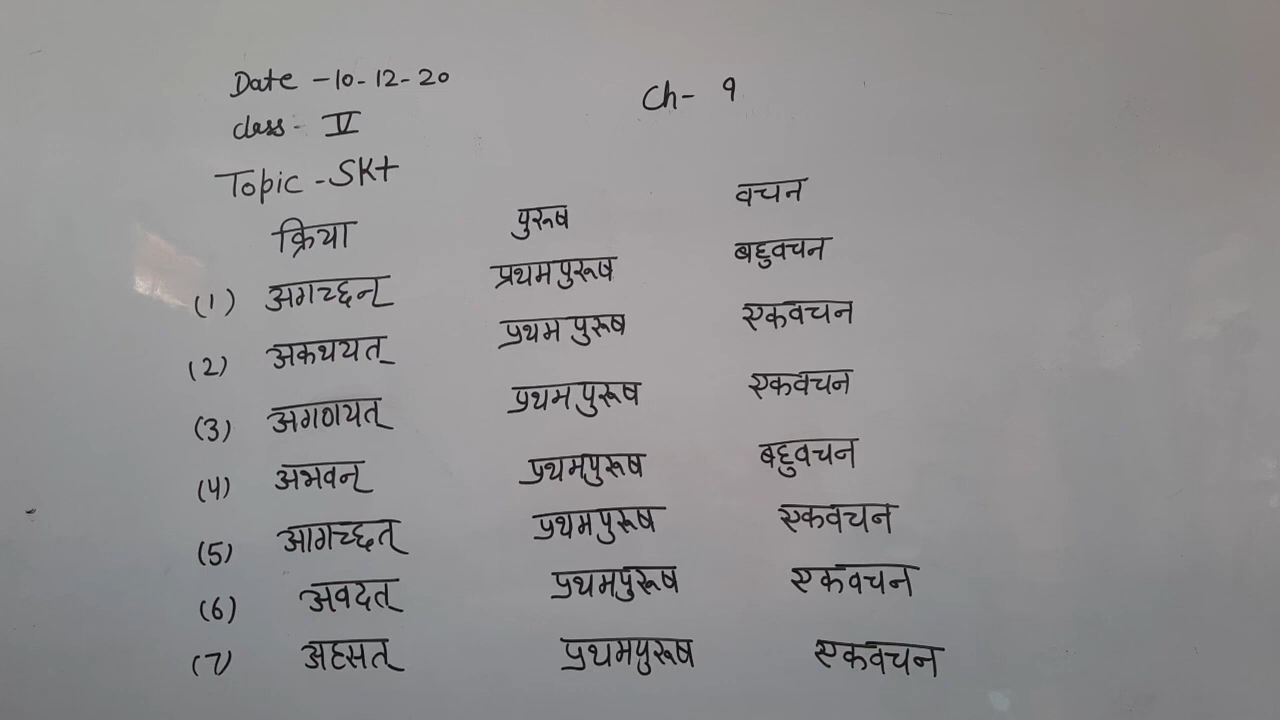 Date - 10-12-20 Ch- 9
Class - V
Topic - SKt
क्रिया पुरूष वचन
(1) अगच्छन् प्रथमपुरूष बहुवचन
(2) अकथयत् प्रथमपुरूष एकवचन
(3) अगणयत् प्रथमपुरूष एकवचन
(4) अभवन् प्रथमपुरूष बहुवचन
(5) आगच्छत् प्रथमपुरूष एकवचन
(6) अवदत् प्रथमपुरूष एकवचन
(7) अहसत् प्रथमपुरूष एकवचन